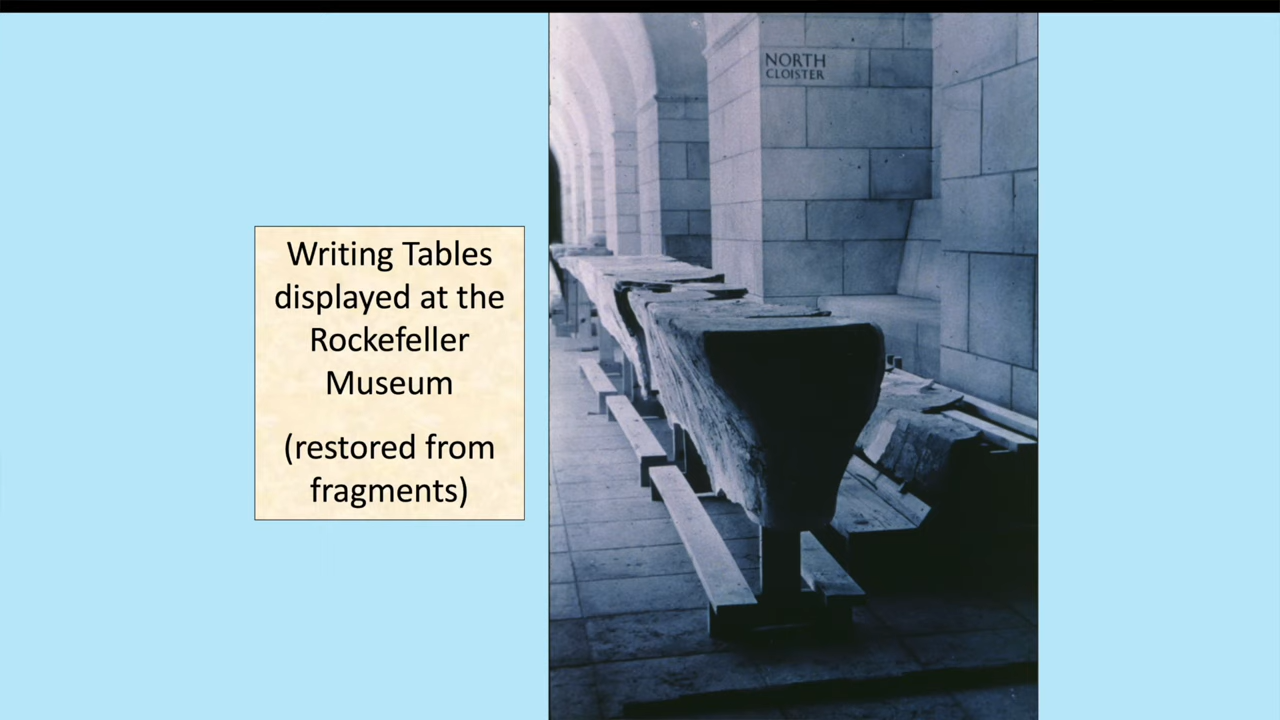 Writing Tables
displayed at the
Rockefeller
Museum
(restored from
fragments)
NORTH
CLOISTER